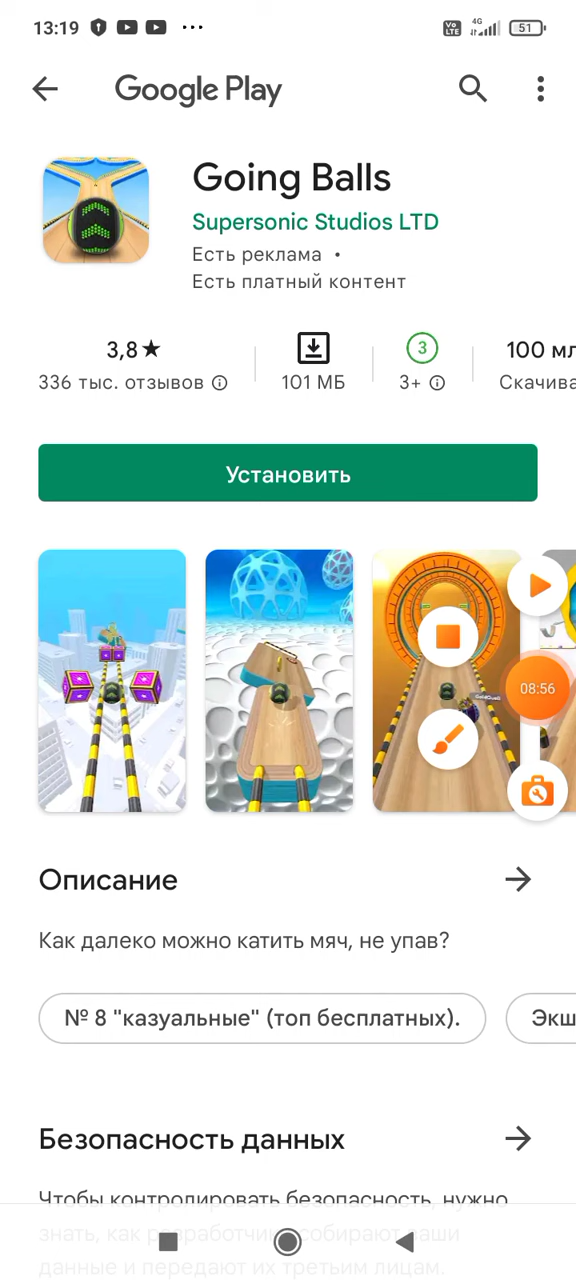 13:19
Vo LTE 4G 51
Google Play
Going Balls
Supersonic Studios LTD
Есть реклама •
Есть платный контент
3,8★ 3 100 мл
336 тыс. отзывов 101 МБ 3+ Скачива
Установить
08:56
Описание
Как далеко можно катить мяч, не упав?
№ 8 "казуальные" (топ бесплатных). Экш
Безопасность данных
Чтобы контролировать безопасность, нужно
знать, как разработчики собирают ваши
данные и передают их третьим лицам.